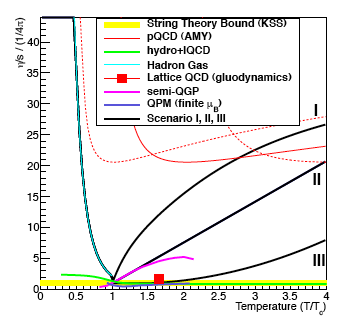 η/s / (1/4π)
40
35
30
25
20
15
10
5
0
String Theory Bound (KSS)
pQCD (AMY)
hydro+lQCD
Hadron Gas
Lattice QCD (gluodynamics)
semi-QGP
QPM (finite μB)
Scenario I, II, III
I
II
III
0 0.5 1 1.5 2 2.5 3 3.5 4
Temperature (T/Tc)